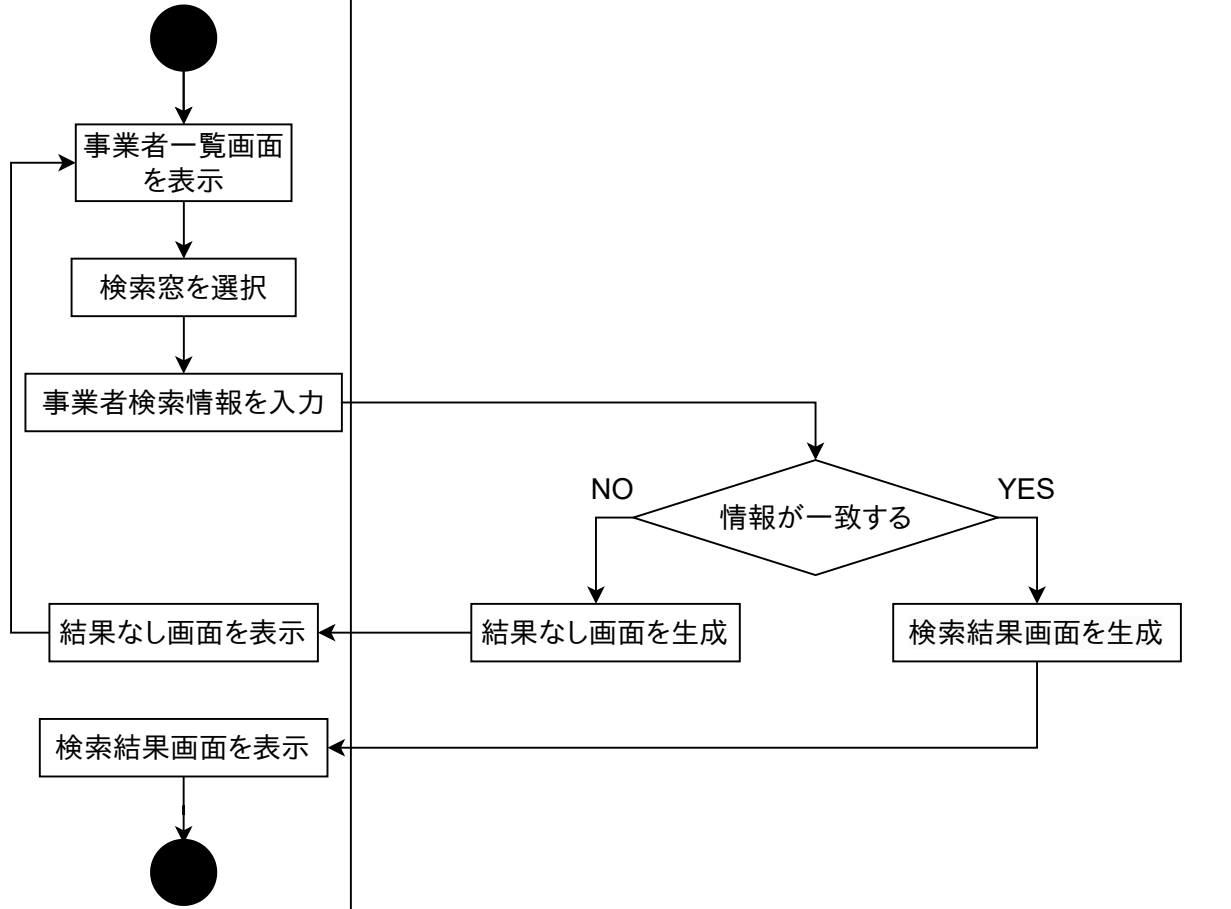 事業者一覧画面
を表示
検索窓を選択
事業者検索情報を入力
NO
YES
情報が一致する
結果なし画面を表示
結果なし画面を生成
検索結果画面を生成
検索結果画面を表示